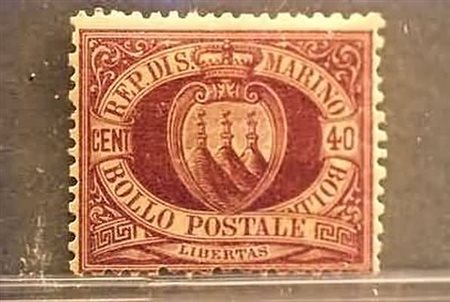 REP. DI S. MARINO
CENT 40
BOLLO POSTALE
LIBERTAS